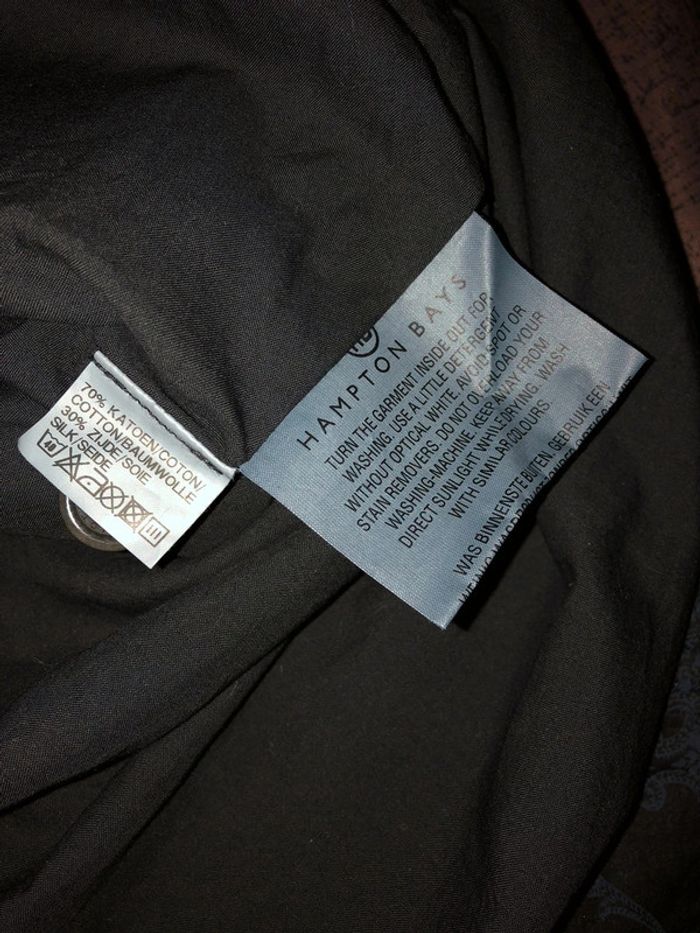 70% KATOEN/COTON/
COTTON/BAUMWOLLE
30% ZIJDE/SOIE
SILK/SEIDE
40
HB
HAMPTON BAYS
TURN THE GARMENT INSIDE OUT FOR
WASHING. USE A LITTLE DETERGENT
WITHOUT OPTICAL WHITE. AVOID SPOT OR
STAIN REMOVERS. DO NOT OVERLOAD YOUR
WASHING-MACHINE. KEEP AWAY FROM
DIRECT SUNLIGHT WHILE DRYING. WASH
WITH SIMILAR COLOURS
WAS BINNENSTE BUITEN. GEBRUIK EEN